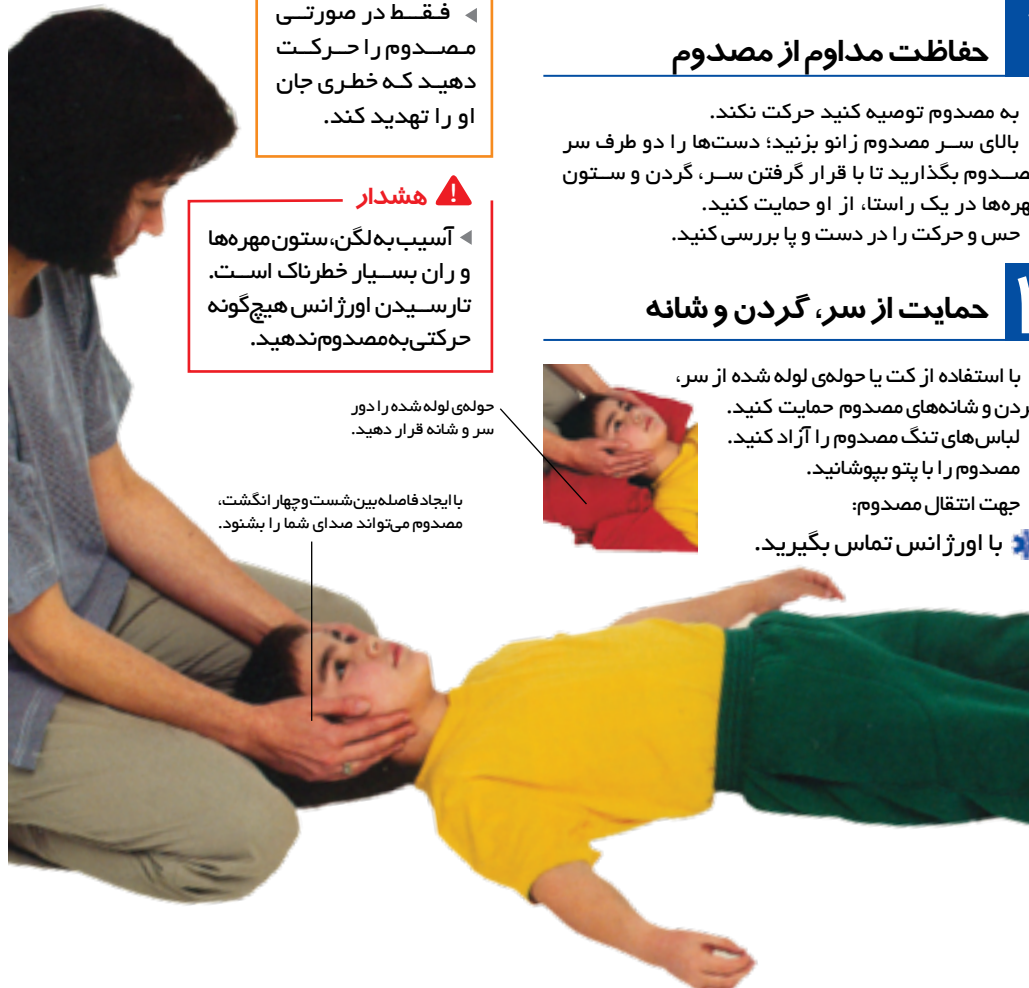 حفاظت مداوم از مصدوم
به مصدوم توصیه کنید حرکت نکند.
بالای سر مصدوم زانو بزنید؛ دست‌ها را دو طرف سر
صدوم بگذارید تا با قرار گرفتن سر، گردن و ستون
هره‌ها در یک راستا، از او حمایت کنید.
حس و حرکت را در دست و پا بررسی کنید.
حمایت از سر، گردن و شانه
با استفاده از کت یا حوله‌ی لوله شده از سر،
ردن و شانه‌های مصدوم حمایت کنید.
لباس‌های تنگ مصدوم را آزاد کنید.
مصدوم را با پتو بپوشانید.
جهت انتقال مصدوم:
با اورژانس تماس بگیرید.
فقط در صورتی
مصدوم را حرکت
دهید که خطری جان
او را تهدید کند.
هشدار
آسیب به لگن، ستون مهره‌ها
و ران بسیار خطرناک است.
تا رسیدن اورژانس هیچ‌گونه
حرکتی به مصدوم ندهید.
حوله‌ی لوله شده را دور
سر و شانه قرار دهید.
با ایجاد فاصله بین شست و چهار انگشت،
مصدوم می‌تواند صدای شما را بشنود.